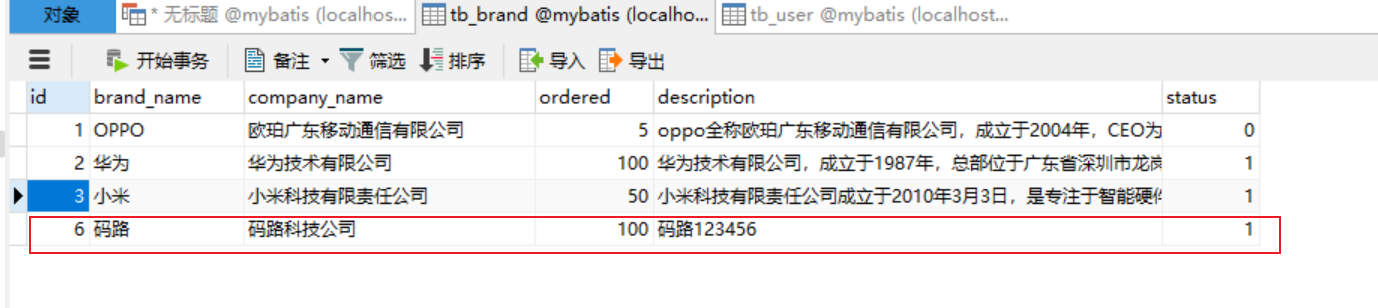 对象 * 无标题 @mybatis (localhos... tb_brand @mybatis (localho... tb_user @mybatis (localhost...
开始事务 备注 筛选 排序 导入 导出
id brand_name company_name ordered description status
1 OPPO 欧珀广东移动通信有限公司 5 oppo全称欧珀广东移动通信有限公司，成立于2004年，CEO为 0
2 华为 华为技术有限公司 100 华为技术有限公司，成立于1987年，总部位于广东省深圳市龙岗 1
3 小米 小米科技有限责任公司 50 小米科技有限责任公司成立于2010年3月3日，是专注于智能硬件 1
6 码路 码路科技公司 100 码路123456 1